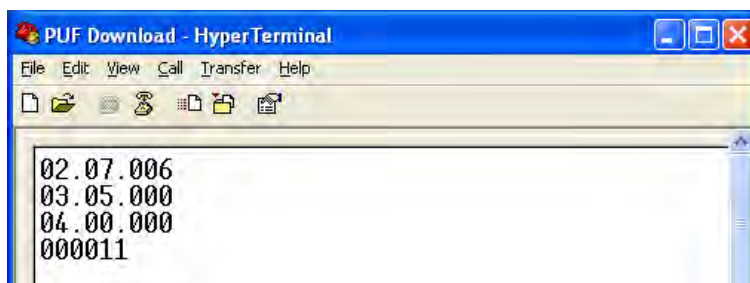 PUF Download - HyperTerminal
File Edit View Call Transfer Help
02.07.006
03.05.000
04.00.000
000011